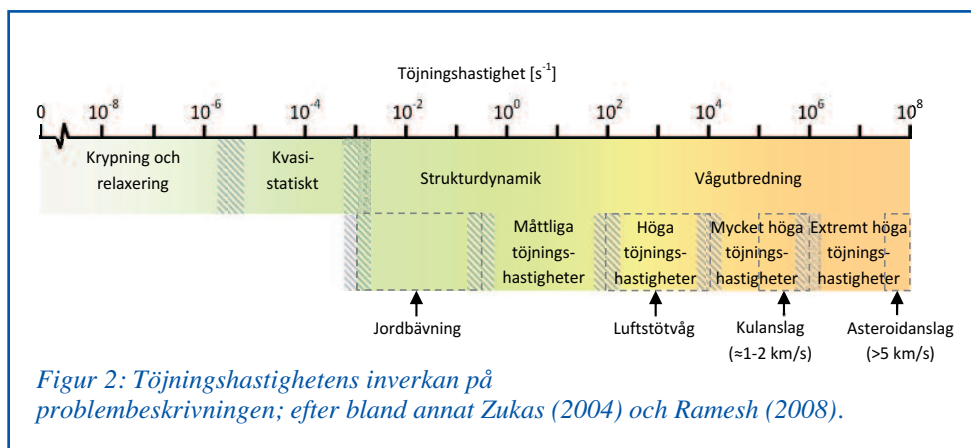 Töjningshastighet [s⁻¹]
0 10⁻⁸ 10⁻⁶ 10⁻⁴ 10⁻² 10⁰ 10² 10⁴ 10⁶ 10⁸
Krypning och
relaxering
Kvasi-
statiskt
Strukturdynamik
Vågutbredning
Måttliga
töjnings-
hastigheter
Höga
töjnings-
hastigheter
Mycket höga
töjnings-
hastigheter
Extremt höga
töjnings-
hastigheter
Jordbävning
Luftstötvåg
Kulanslag
(≈1-2 km/s)
Asteroidanslag
(>5 km/s)
Figur 2: Töjningshastighetens inverkan på
problembeskrivningen; efter bland annat Zukas (2004) och Ramesh (2008).